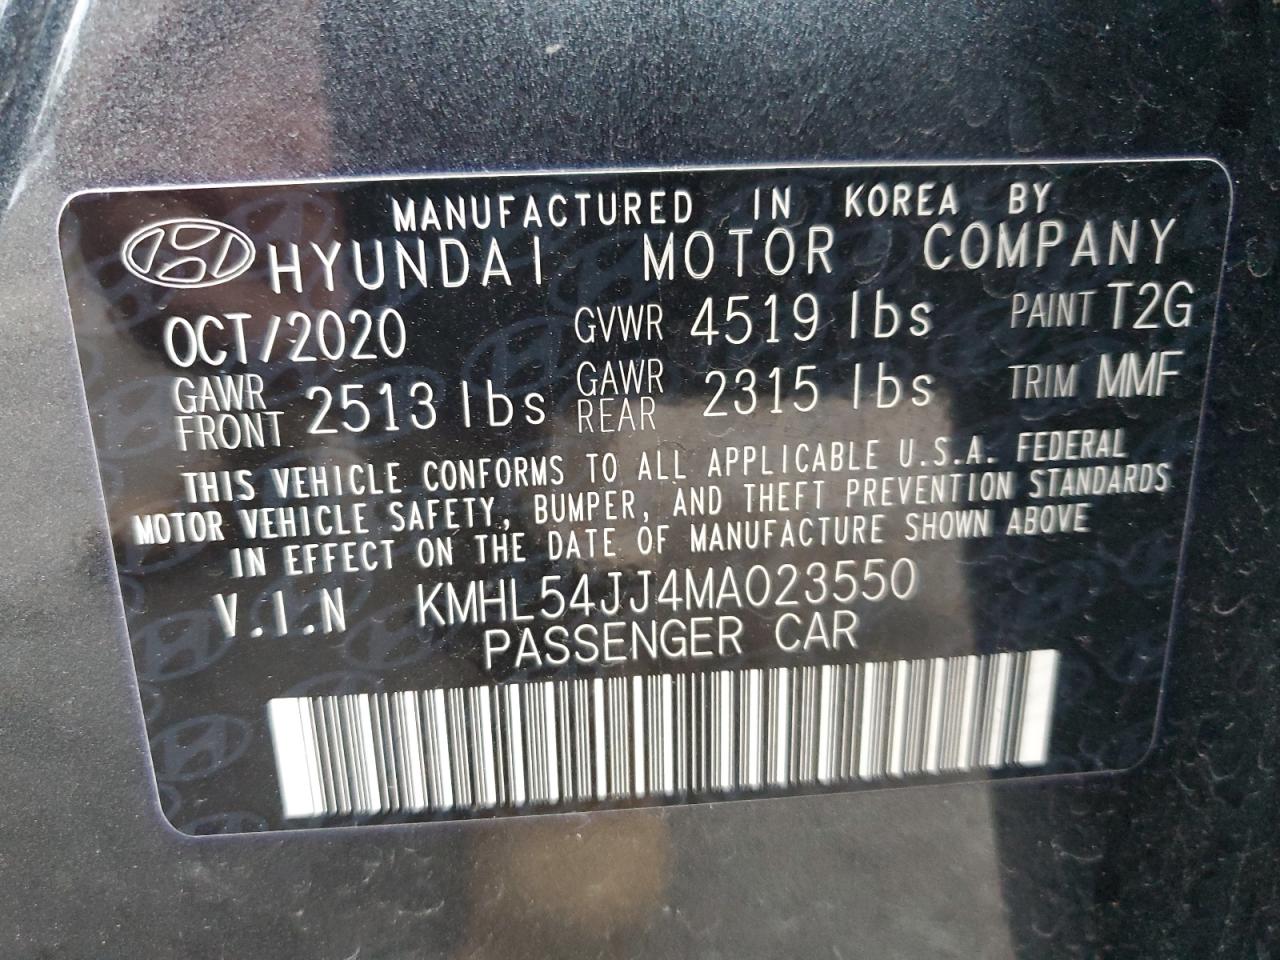 MANUFACTURED IN KOREA BY
HYUNDAI MOTOR COMPANY
OCT/2020 GVWR 4519 lbs PAINT T2G
GAWR FRONT 2513 lbs GAWR REAR 2315 lbs TRIM MMF
THIS VEHICLE CONFORMS TO ALL APPLICABLE U.S.A. FEDERAL
MOTOR VEHICLE SAFETY, BUMPER, AND THEFT PREVENTION STANDARDS
IN EFFECT ON THE DATE OF MANUFACTURE SHOWN ABOVE
V.I.N KMHL54JJ4MA023550
PASSENGER CAR